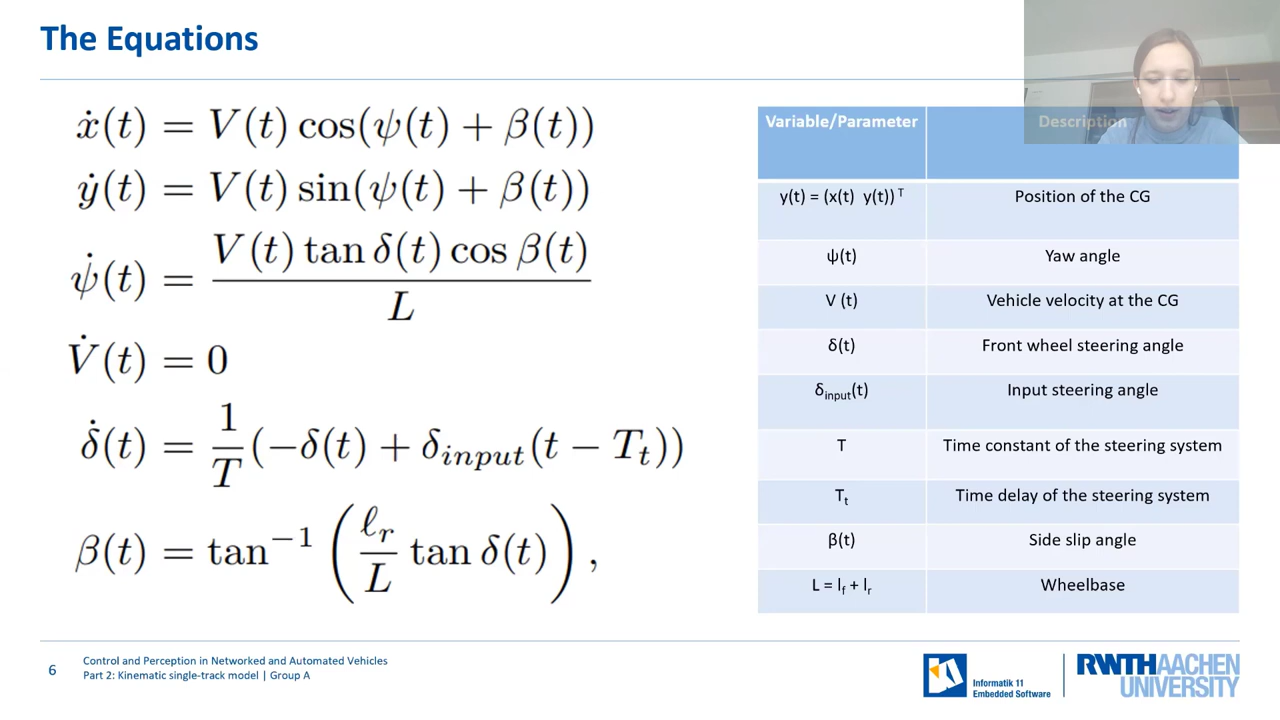 The Equations
ẋ(t) = V(t) cos(ψ(t) + β(t))
ẏ(t) = V(t) sin(ψ(t) + β(t))
ψ̇(t) = V(t) tan δ(t) cos β(t) / L
V̇(t) = 0
δ̇(t) = 1/T (−δ(t) + δ_input(t − T_t))
β(t) = tan⁻¹ (ℓ_r / L tan δ(t)) ,
Variable/Parameter Description
y(t) = (x(t) y(t)) ᵀ Position of the CG
ψ(t) Yaw angle
V (t) Vehicle velocity at the CG
δ(t) Front wheel steering angle
δ_input(t) Input steering angle
T Time constant of the steering system
T_t Time delay of the steering system
β(t) Side slip angle
L = l_f + l_r Wheelbase
6
Control and Perception in Networked and Automated Vehicles
Part 2: Kinematic single-track model | Group A
Informatik 11
Embedded Software
RWTHAACHEN
UNIVERSITY